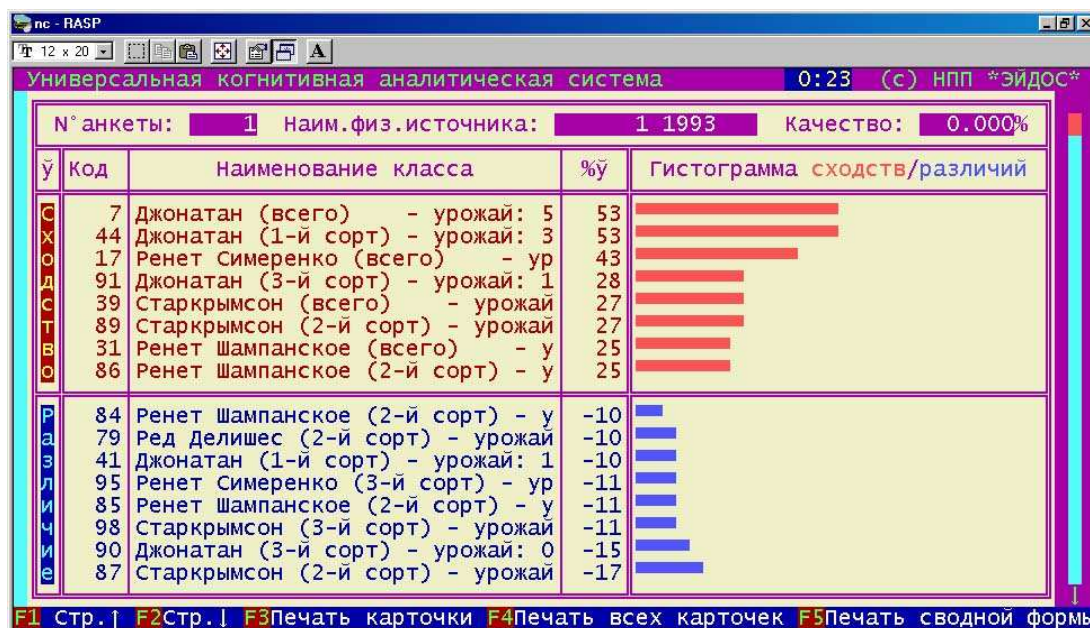 nc - RASP
12 x 20 A
Универсальная когнитивная аналитическая система 0:23 (с) НПП *ЭЙДОС*
N°анкеты: 1 Наим.физ.источника: 1 1993 Качество: 0.000%
ў Код Наименование класса %ў Гистограмма сходств/различий
Сходство
7 Джонатан (всего) - урожай: 5 53
44 Джонатан (1-й сорт) - урожай: 3 53
17 Ренет Симеренко (всего) - ур 43
91 Джонатан (3-й сорт) - урожай: 1 28
39 Старкрымсон (всего) - урожай 27
89 Старкрымсон (2-й сорт) - урожай 27
31 Ренет Шампанское (всего) - у 25
86 Ренет Шампанское (2-й сорт) - у 25
Различие
84 Ренет Шампанское (2-й сорт) - у -10
79 Ред Делишес (2-й сорт) - урожай -10
41 Джонатан (1-й сорт) - урожай: 1 -10
95 Ренет Симеренко (3-й сорт) - ур -11
85 Ренет Шампанское (2-й сорт) - у -11
98 Старкрымсон (3-й сорт) - урожай -11
90 Джонатан (3-й сорт) - урожай: 0 -15
87 Старкрымсон (2-й сорт) - урожай -17
F1 Стр.↑ F2Стр.↓ F3Печать карточки F4Печать всех карточек F5Печать сводной формы